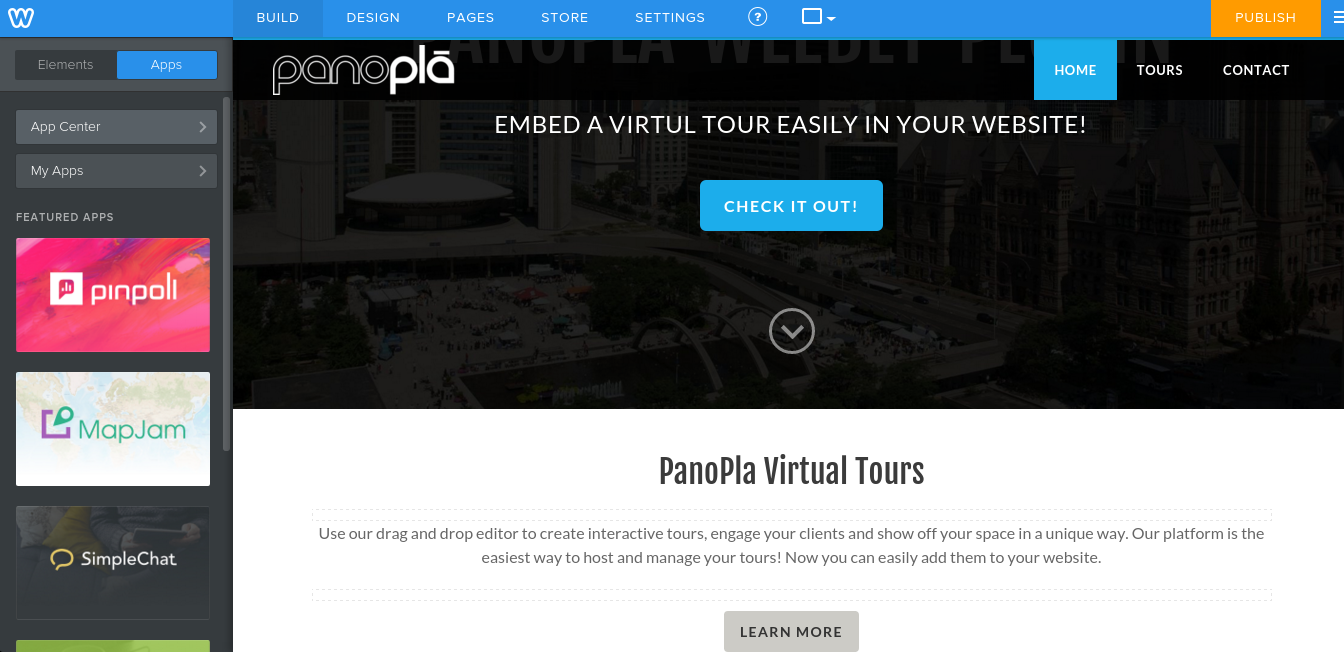 BUILD DESIGN PAGES STORE SETTINGS ? PUBLISH
Elements Apps
App Center
My Apps
FEATURED APPS
pinpoll
MapJam
SimpleChat
PANOPLA WEEBLY
panoplā
HOME TOURS CONTACT
EMBED A VIRTUL TOUR EASILY IN YOUR WEBSITE!
CHECK IT OUT!
PanoPla Virtual Tours
Use our drag and drop editor to create interactive tours, engage your clients and show off your space in a unique way. Our platform is the
easiest way to host and manage your tours! Now you can easily add them to your website.
LEARN MORE